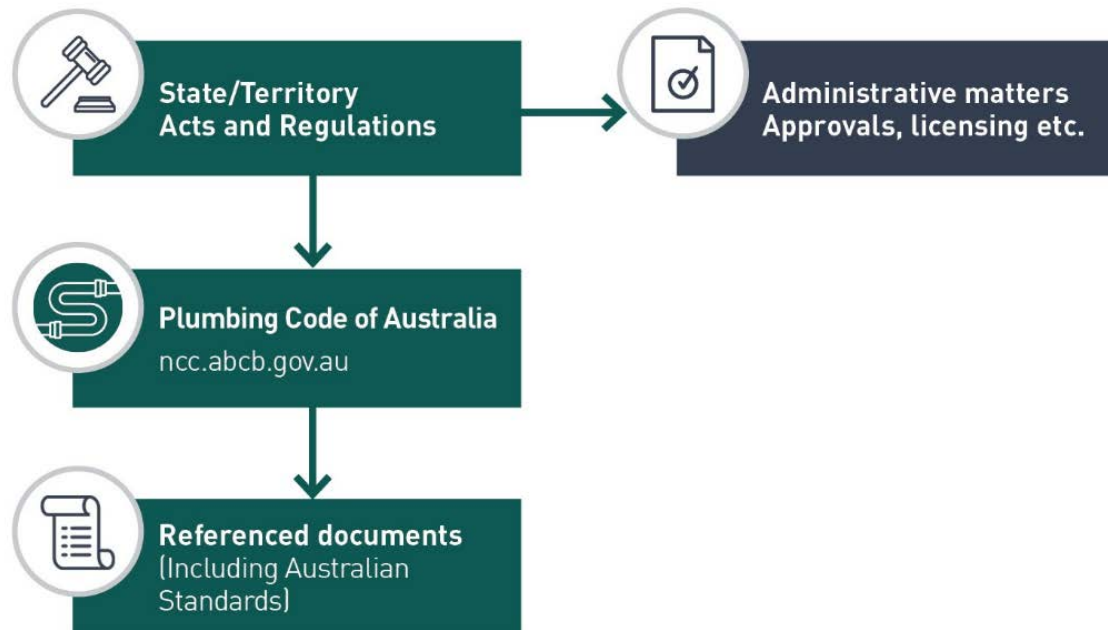 State/Territory
Acts and Regulations
Administrative matters
Approvals, licensing etc.
Plumbing Code of Australia
ncc.abcb.gov.au
Referenced documents
(Including Australian
Standards)